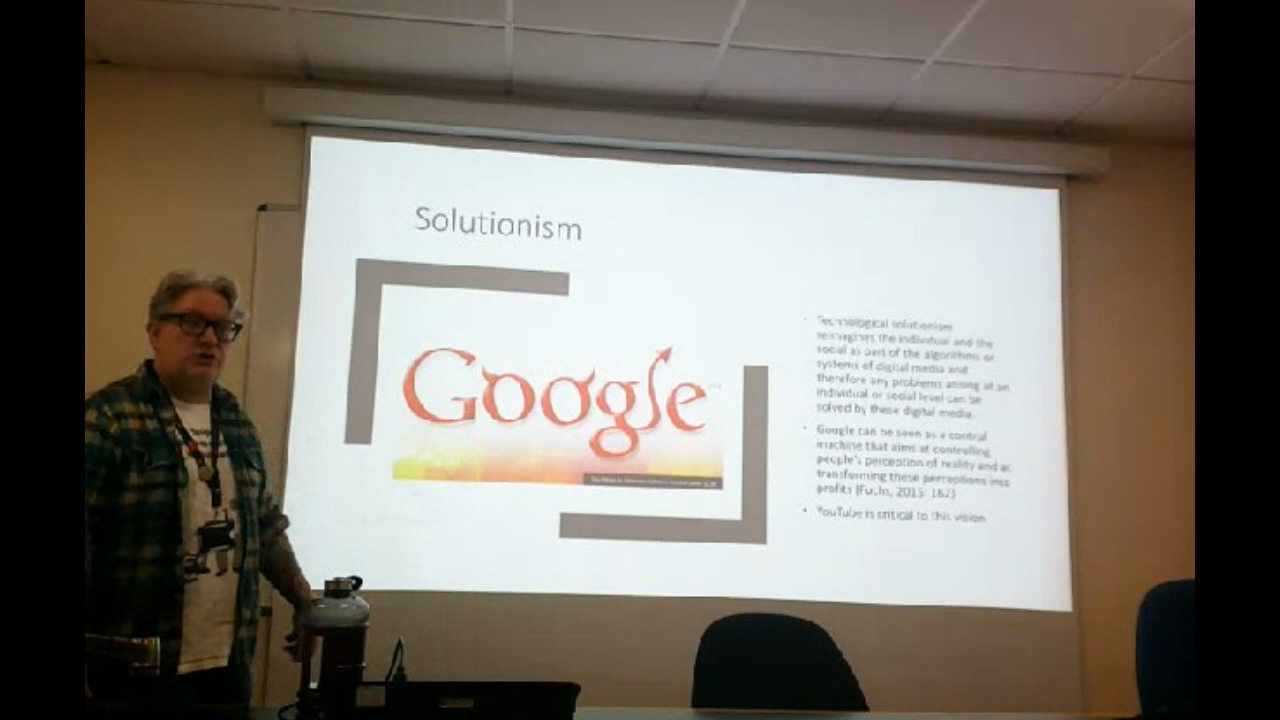 Solutionism
Google
Technological solutionism
reimagines the individual and the
social as part of the algorithms or
systems of digital media and
therefore any problems arising at an
individual or social level can be
solved by these digital media.
Google can be seen as a control
machine that aims at controlling
people's perception of reality and at
transforming these perceptions into
profits (Fuchs, 2015: 162)
YouTube is critical to this vision